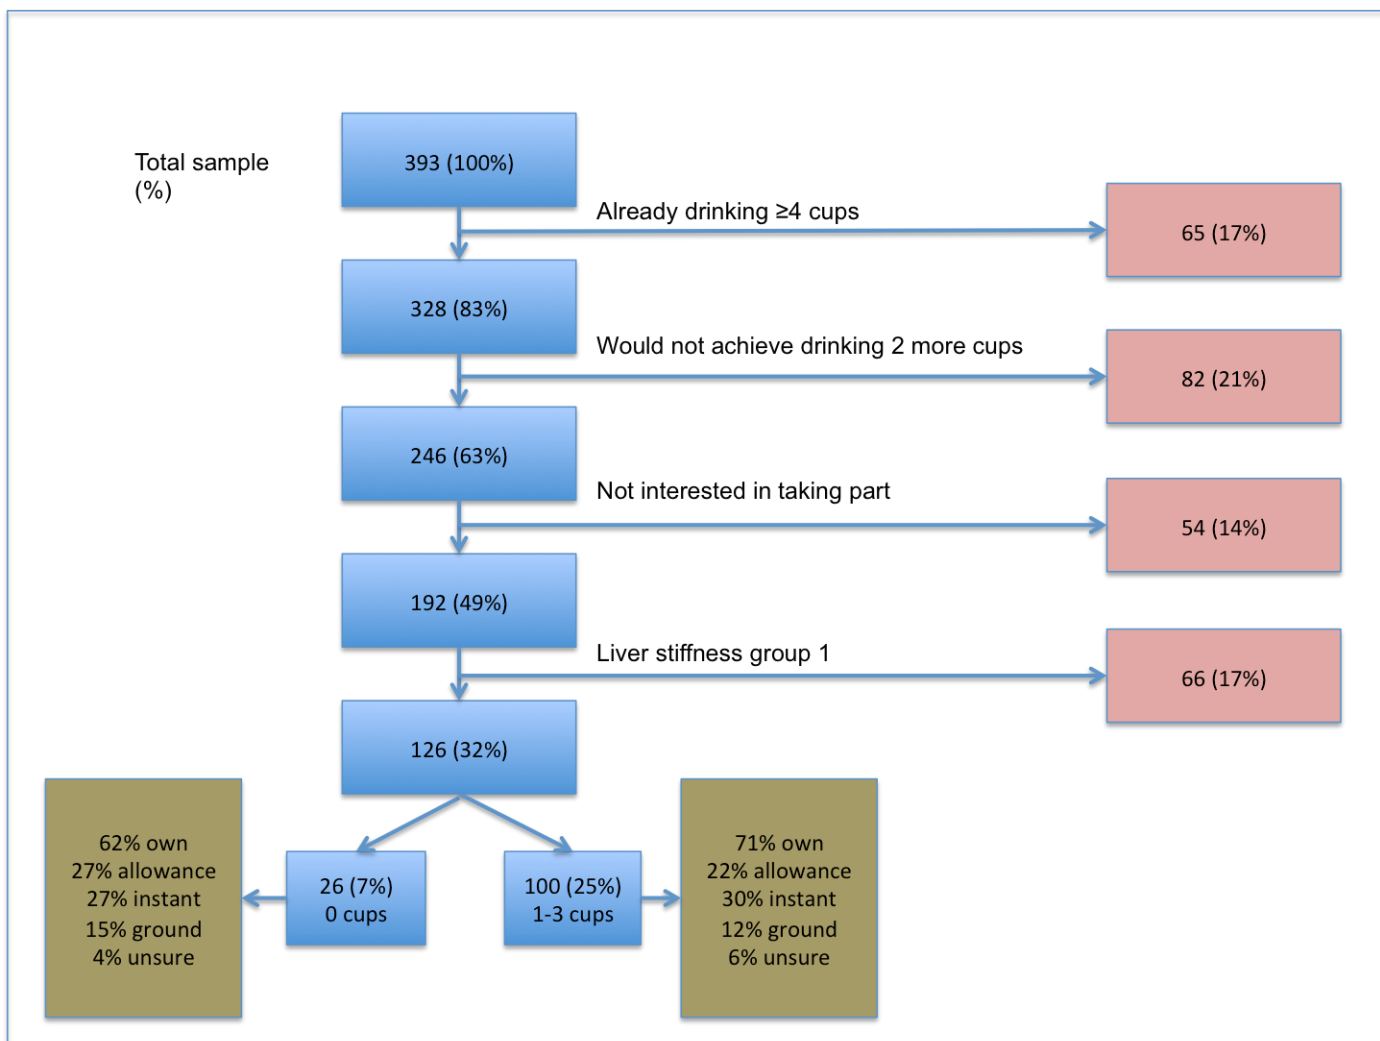 Total sample
(%)
393 (100%)
Already drinking ≥4 cups
65 (17%)
328 (83%)
Would not achieve drinking 2 more cups
82 (21%)
246 (63%)
Not interested in taking part
54 (14%)
192 (49%)
Liver stiffness group 1
66 (17%)
126 (32%)
62% own
27% allowance
27% instant
15% ground
4% unsure
26 (7%)
0 cups
100 (25%)
1-3 cups
71% own
22% allowance
30% instant
12% ground
6% unsure